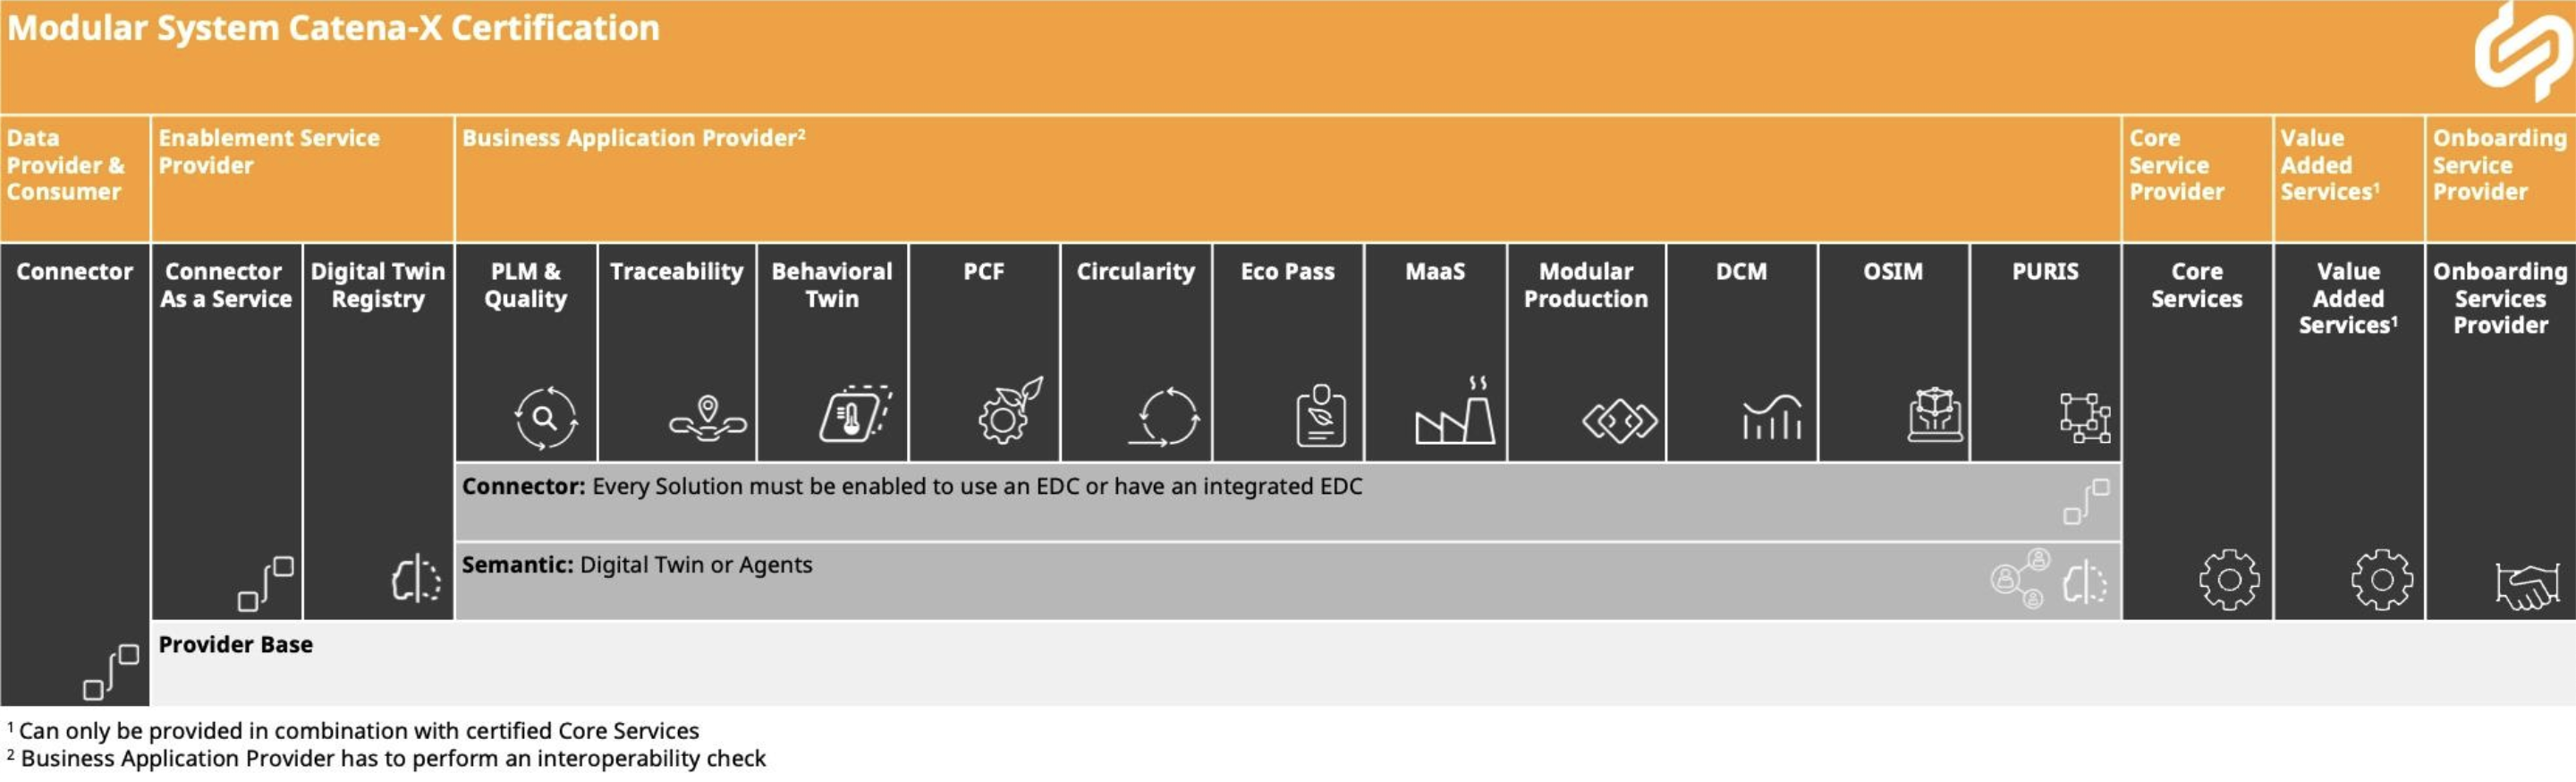 Modular System Catena-X Certification
Data
Provider &
Consumer
Enablement Service
Provider
Business Application Provider²
Core
Service
Provider
Value
Added
Services¹
Onboarding
Service
Provider
Connector
Connector
As a Service
Digital Twin
Registry
PLM &
Quality
Traceability
Behavioral
Twin
PCF
Circularity
Eco Pass
MaaS
Modular
Production
DCM
OSIM
PURIS
Core
Services
Value
Added
Services¹
Onboarding
Services
Provider
Connector: Every Solution must be enabled to use an EDC or have an integrated EDC
Semantic: Digital Twin or Agents
Provider Base
¹ Can only be provided in combination with certified Core Services
² Business Application Provider has to perform an interoperability check